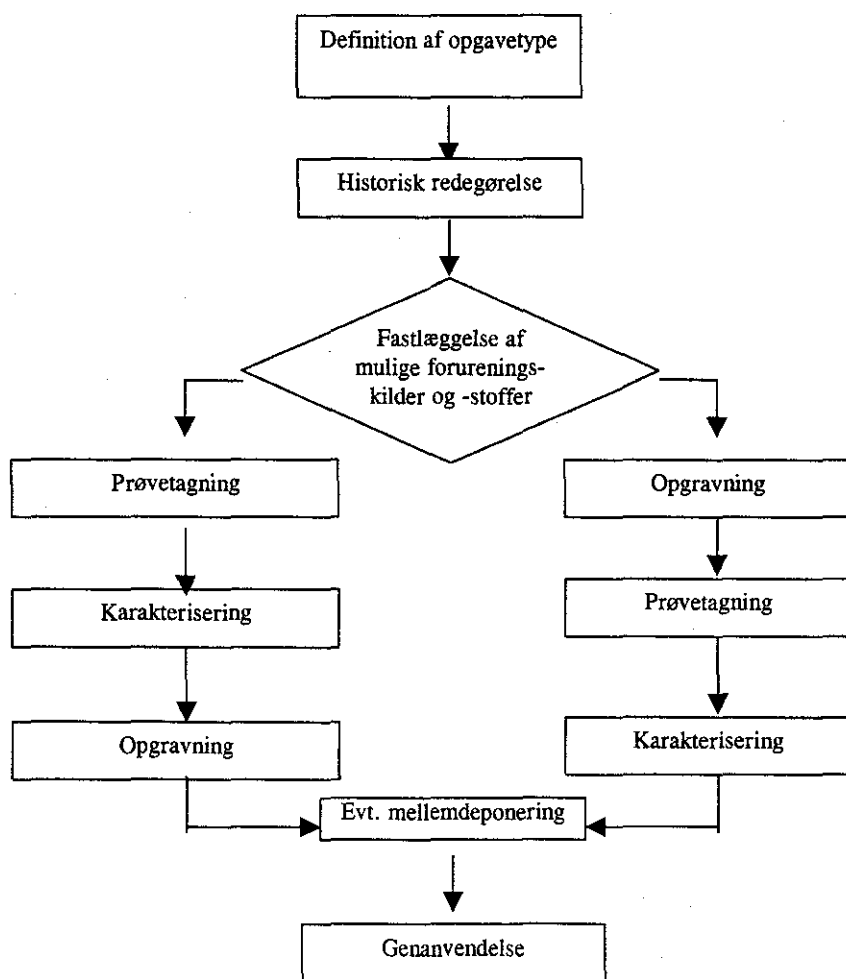 Definition af opgavetype
Historisk redegørelse
Fastlæggelse af
mulige forurenings-
kilder og -stoffer
Prøvetagning
Opgravning
Karakterisering
Prøvetagning
Opgravning
Karakterisering
Evt. mellemdeponering
Genanvendelse